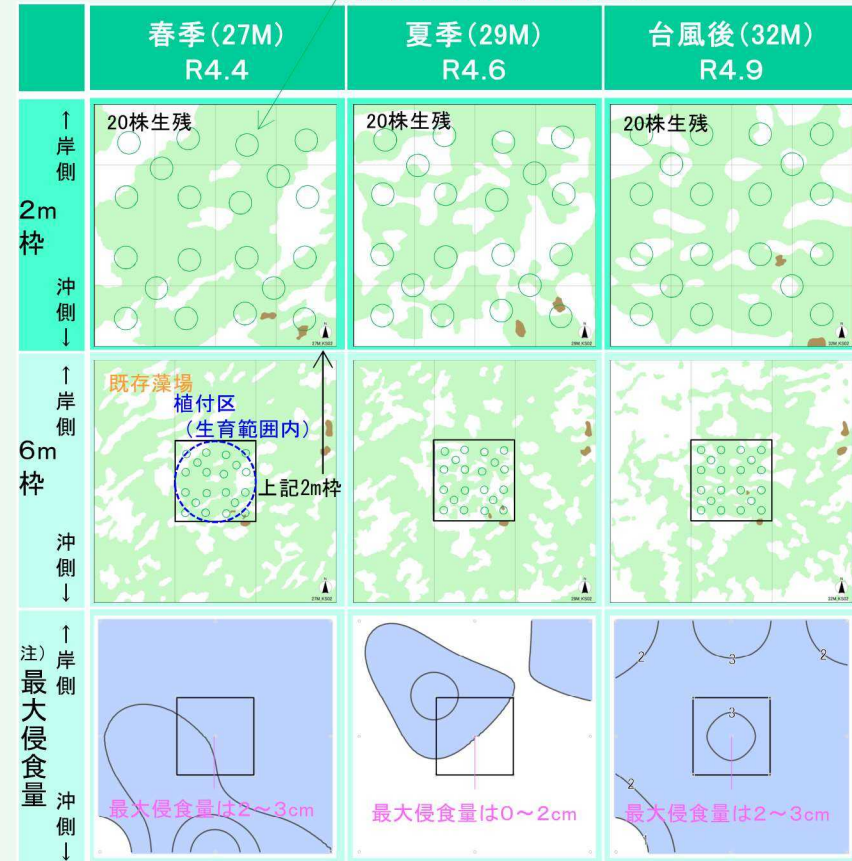 春季(27M)
R4.4
夏季(29M)
R4.6
台風後(32M)
R4.9
↑岸側
2m枠
沖側↓
20株生残
20株生残
20株生残
↑岸側
6m枠
沖側↓
既存藻場
植付区
(生育範囲内)
上記2m枠
↑岸側
注)
最大侵食量
沖側↓
最大侵食量は2～3cm
最大侵食量は0～2cm
2
3
2
3
2
最大侵食量は2～3cm